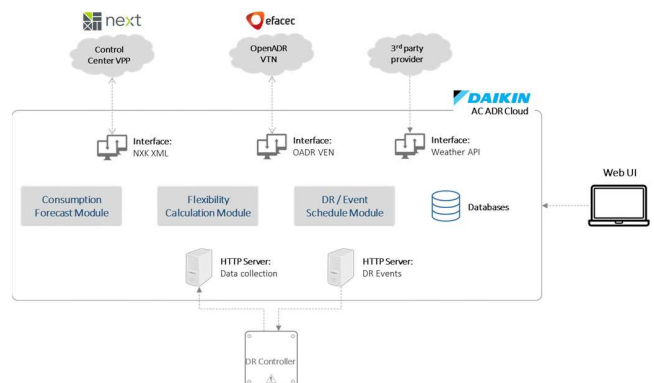 next
efacec
Control
Center VPP
OpenADR
VTN
3rd party
provider
DAIKIN
AC ADR Cloud
Interface:
NXK XML
Interface:
OADR VEN
Interface:
Weather API
Web UI
Consumption
Forecast Module
Flexibility
Calculation Module
DR / Event
Schedule Module
Databases
HTTP Server:
Data collection
HTTP Server:
DR Events
DR Controller